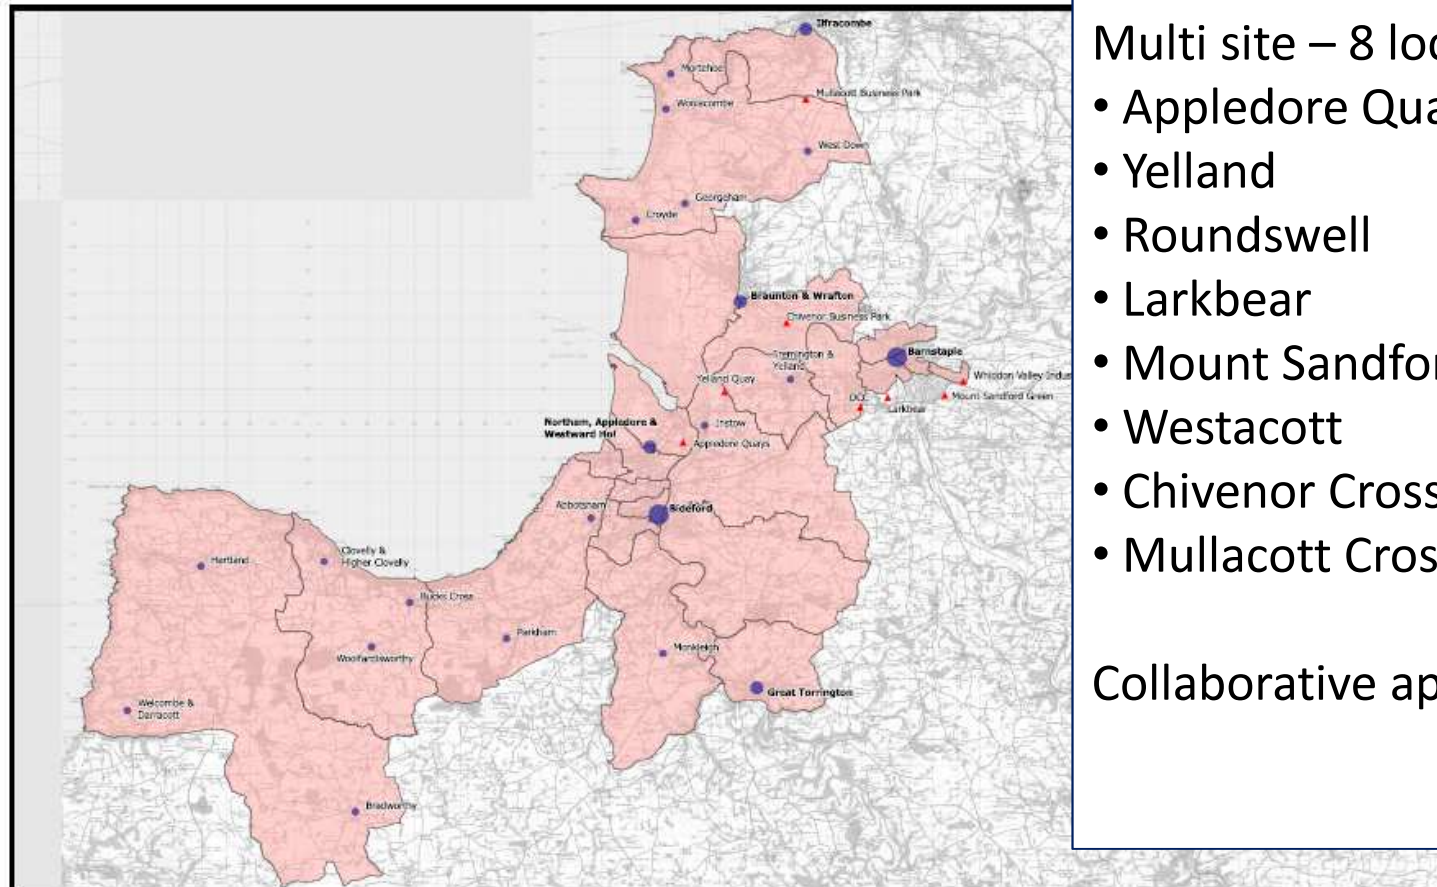 Ilfracombe
Mortehoe
Woolacombe
Mullacott Business Park
West Down
Georgeham
Croyde
Braunton & Wrafton
Chivenor Business Park
Barnstaple
Fremington &
Yelland
Yelland Quay
Whiddon Valley Indus
Mount Sandford Green
Larkbear
Northam, Appledore &
Westward Ho!
Instow
Appledore Quays
Abbotsham
Bideford
Hartland
Clovelly &
Higher Clovelly
Bucks Cross
Parkham
Woolfardisworthy
Monkleigh
Great Torrington
Welcombe &
Darracott
Bradworthy
Multi site – 8 loc
• Appledore Qua
• Yelland
• Roundswell
• Larkbear
• Mount Sandfor
• Westacott
• Chivenor Cross
• Mullacott Cros
Collaborative ap